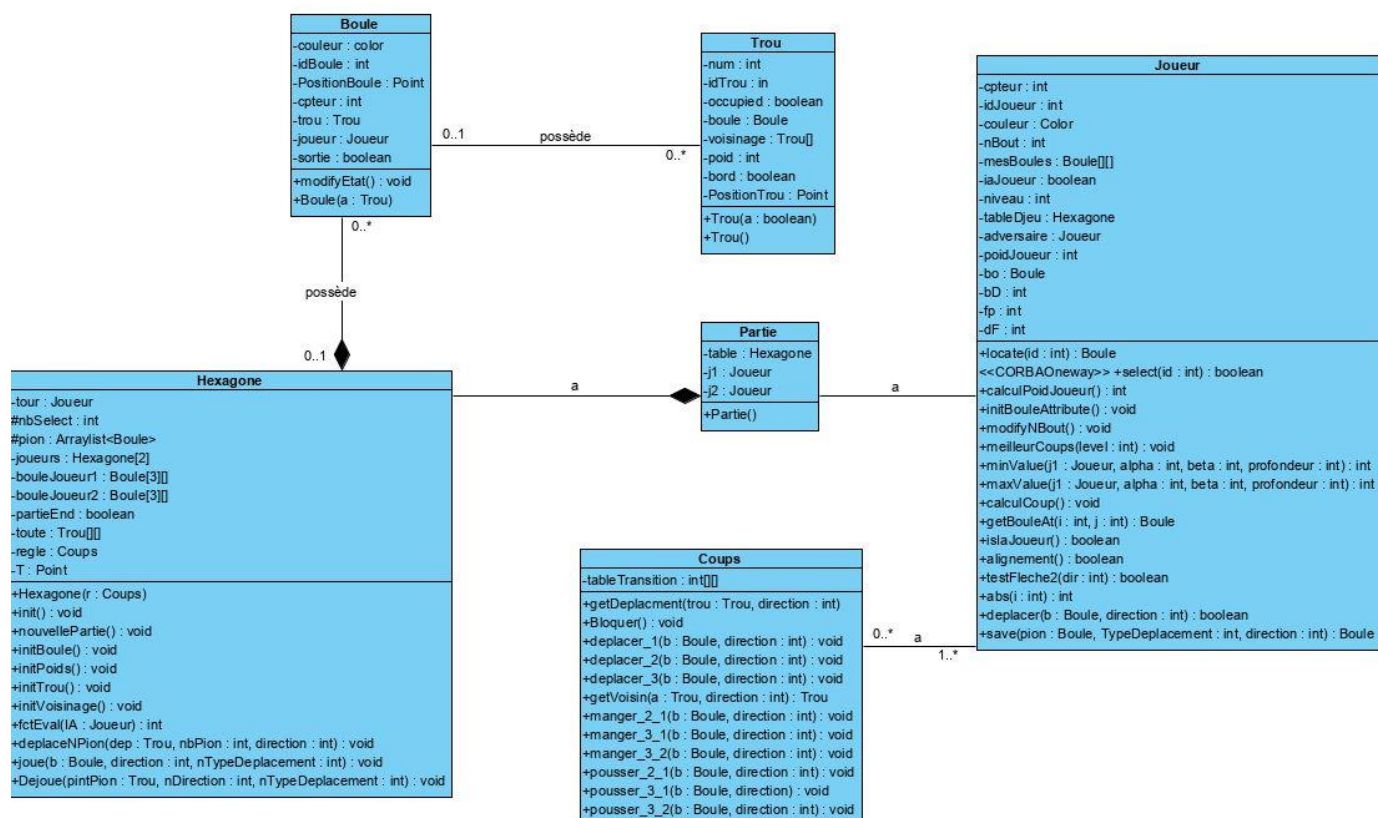 Boule
-couleur : color
-idBoule : int
-PositionBoule : Point
-cpteur : int
-trou : Trou
-joueur : Joueur
-sortie : boolean
+modifyEtat() : void
+Boule(a : Trou)
0..1
possède
0..*
Trou
-num : int
-idTrou : in
-occupied : boolean
-boule : Boule
-voisinage : Trou[]
-poid : int
-bord : boolean
-PositionTrou : Point
+Trou(a : boolean)
+Trou()
0..*
possède
0..1
Joueur
-cpteur : int
-idJoueur : int
-couleur : Color
-nBout : int
-mesBoules : Boule[][]
-iaJoueur : boolean
-niveau : int
-tableDjeu : Hexagone
-adversaire : Joueur
-poidJoueur : int
-bo : Boule
-bD : int
-fp : int
-dF : int
+locate(id : int) : Boule
<<CORBAOneway>> +select(id : int) : boolean
+calculPoidJoueur() : int
+initBouleAttribute() : void
+modifyNBout() : void
+meilleurCoups(level : int) : void
+minValue(j1 : Joueur, alpha : int, beta : int, profondeur : int) : int
+maxValue(j1 : Joueur, alpha : int, beta : int, profondeur : int) : int
+calculCoup() : void
+getBouleAt(i : int, j : int) : Boule
+isIaJoueur() : boolean
+alignement() : boolean
+testFleche2(dir : int) : boolean
+abs(i : int) : int
+deplacer(b : Boule, direction : int) : boolean
+save(pion : Boule, TypeDeplacement : int, direction : int) : Boule
Partie
-table : Hexagone
-j1 : Joueur
-j2 : Joueur
+Partie()
a
a
Hexagone
-tour : Joueur
#nbSelect : int
#pion : Arraylist<Boule>
-joueurs : Hexagone[2]
-bouleJoueur1 : Boule[3][]
-bouleJoueur2 : Boule[3][]
-partieEnd : boolean
-toute : Trou[][]
-regle : Coups
-T : Point
+Hexagone(r : Coups)
+init() : void
+nouvellePartie() : void
+initBoule() : void
+initPoids() : void
+initTrou() : void
+initVoisinage() : void
+fctEval(IA : Joueur) : int
+deplaceNPion(dep : Trou, nbPion : int, direction : int) : void
+joue(b : Boule, direction : int, nTypeDeplacement : int) : void
+Dejoue(pintPion : Trou, nDirection : int, nTypeDeplacement : int) : void
Coups
-tableTransition : int[][]
+getDeplacment(trou : Trou, direction : int)
+Bloquer() : void
+deplacer_1(b : Boule, direction : int) : void
+deplacer_2(b : Boule, direction : int) : void
+deplacer_3(b : Boule, direction : int) : void
+getVoisin(a : Trou, direction : int) : Trou
+manger_2_1(b : Boule, direction : int) : void
+manger_3_1(b : Boule, direction : int) : void
+manger_3_2(b : Boule, direction : int) : void
+pousser_2_1(b : Boule, direction : int) : void
+pousser_3_1(b : Boule, direction) : void
+pousser_3_2(b : Boule, direction : int) : void
0..*
a
1..*